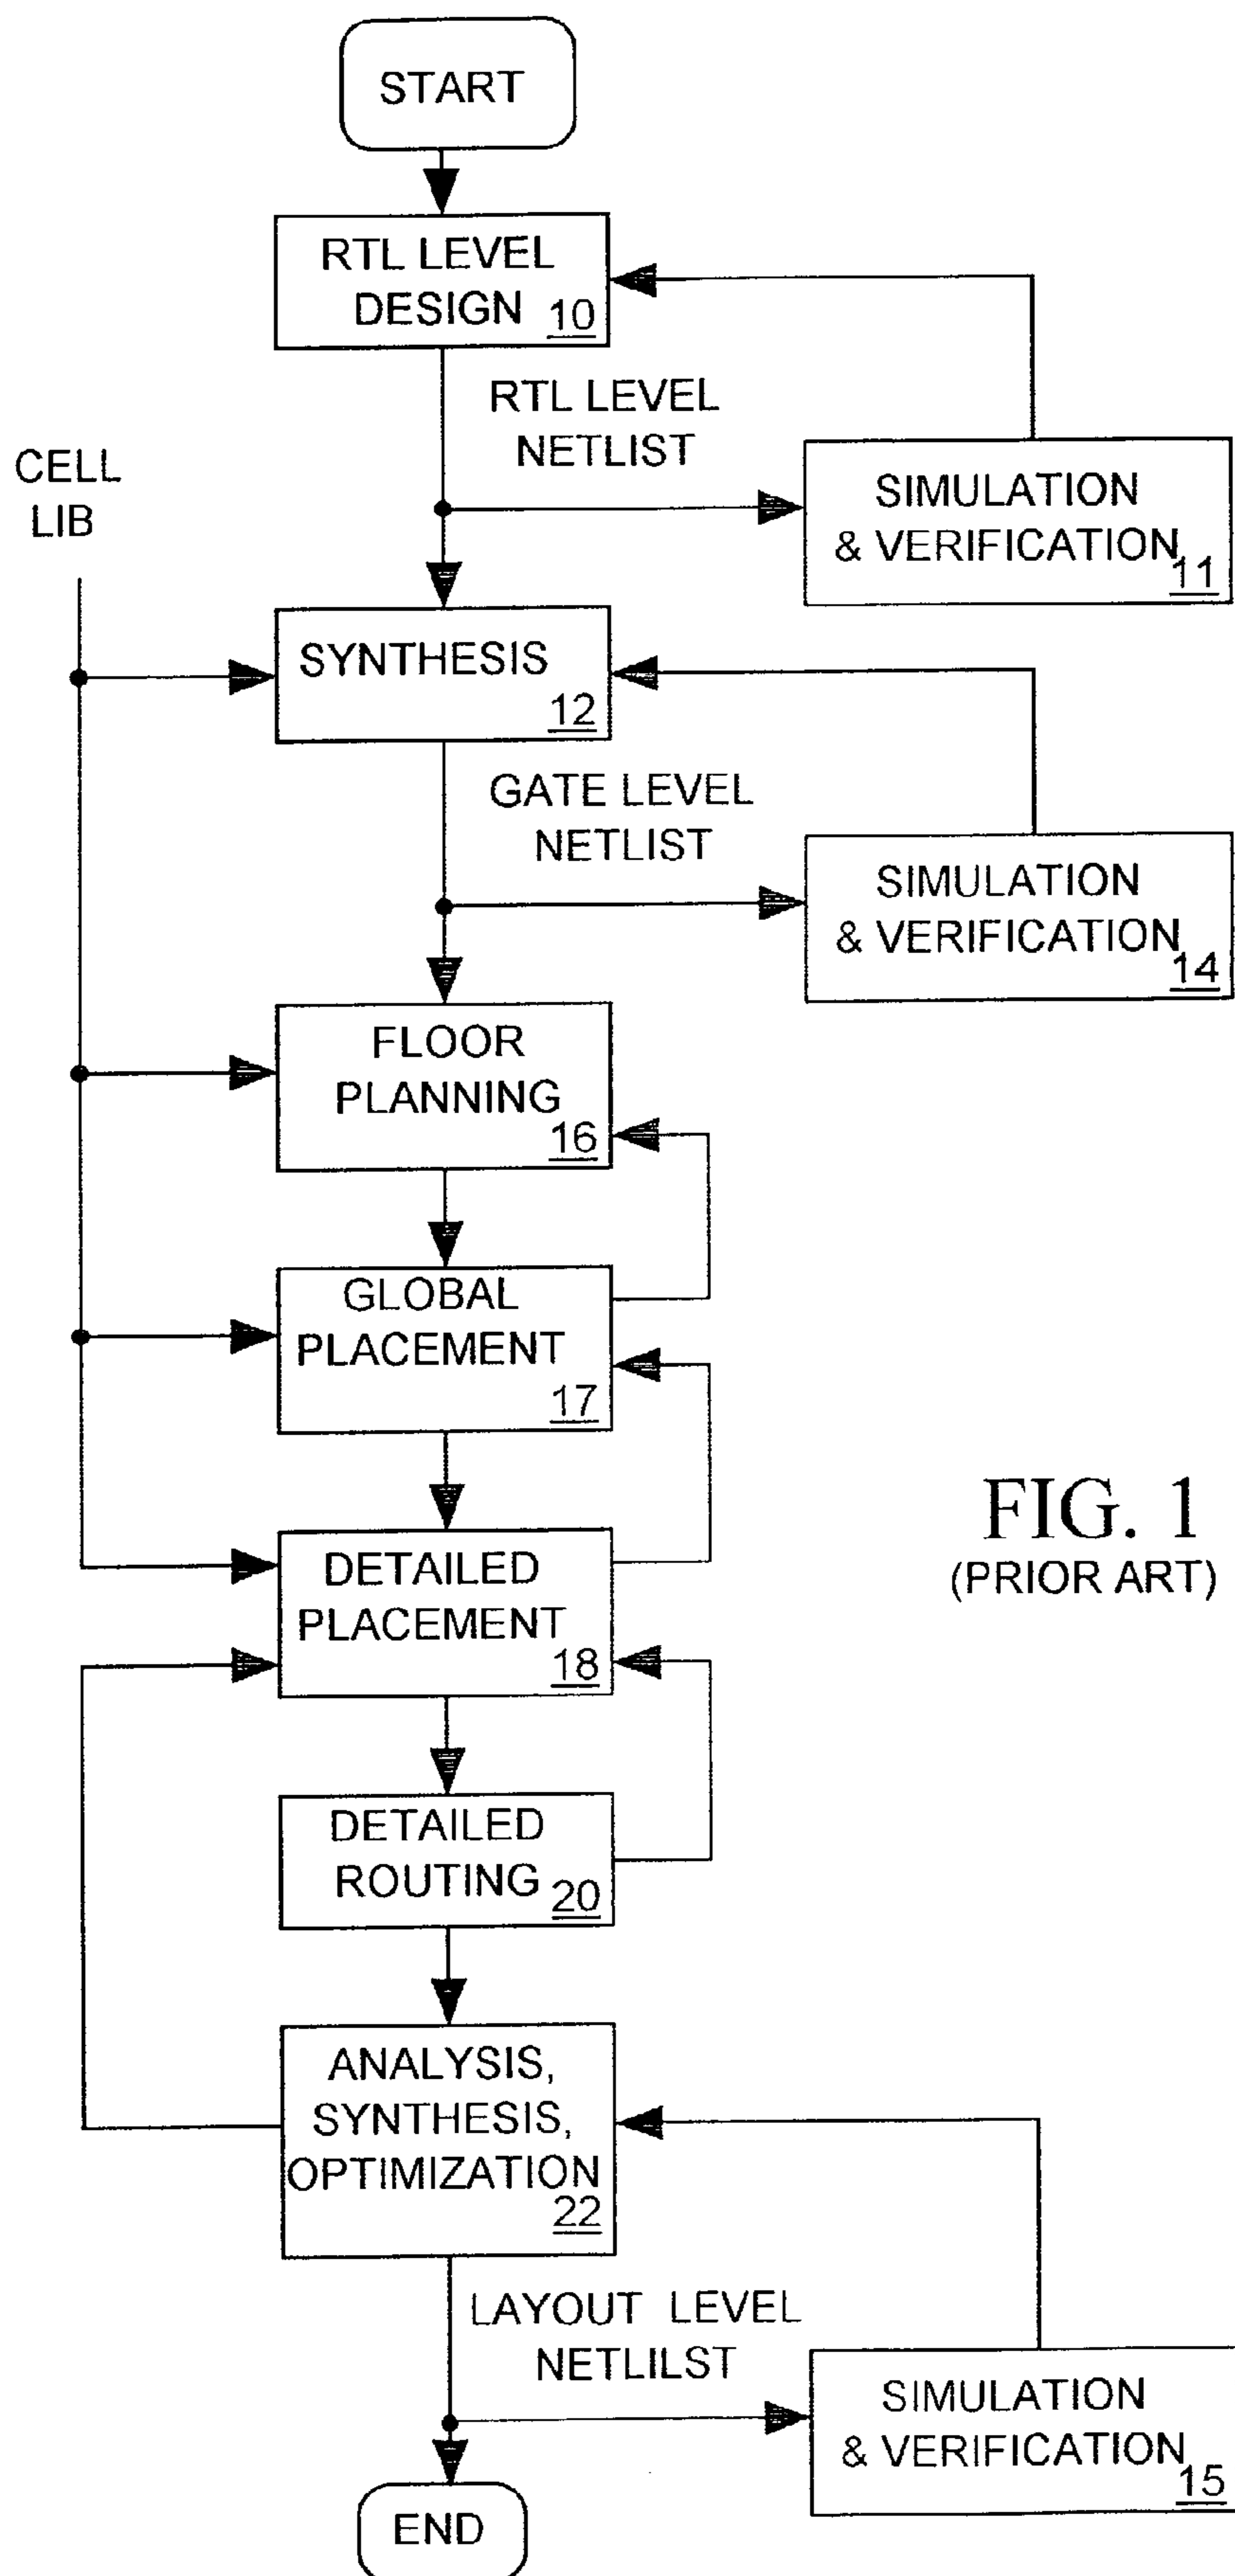 START
RTL LEVEL
DESIGN 10
RTL LEVEL
NETLIST
CELL
LIB
SIMULATION
& VERIFICATION 11
SYNTHESIS
12
GATE LEVEL
NETLIST
SIMULATION
& VERIFICATION 14
FLOOR
PLANNING
16
GLOBAL
PLACEMENT
17
FIG. 1
(PRIOR ART)
DETAILED
PLACEMENT
18
DETAILED
ROUTING 20
ANALYSIS,
SYNTHESIS,
OPTIMIZATION
22
LAYOUT LEVEL
NETLILST
SIMULATION
& VERIFICATION 15
END